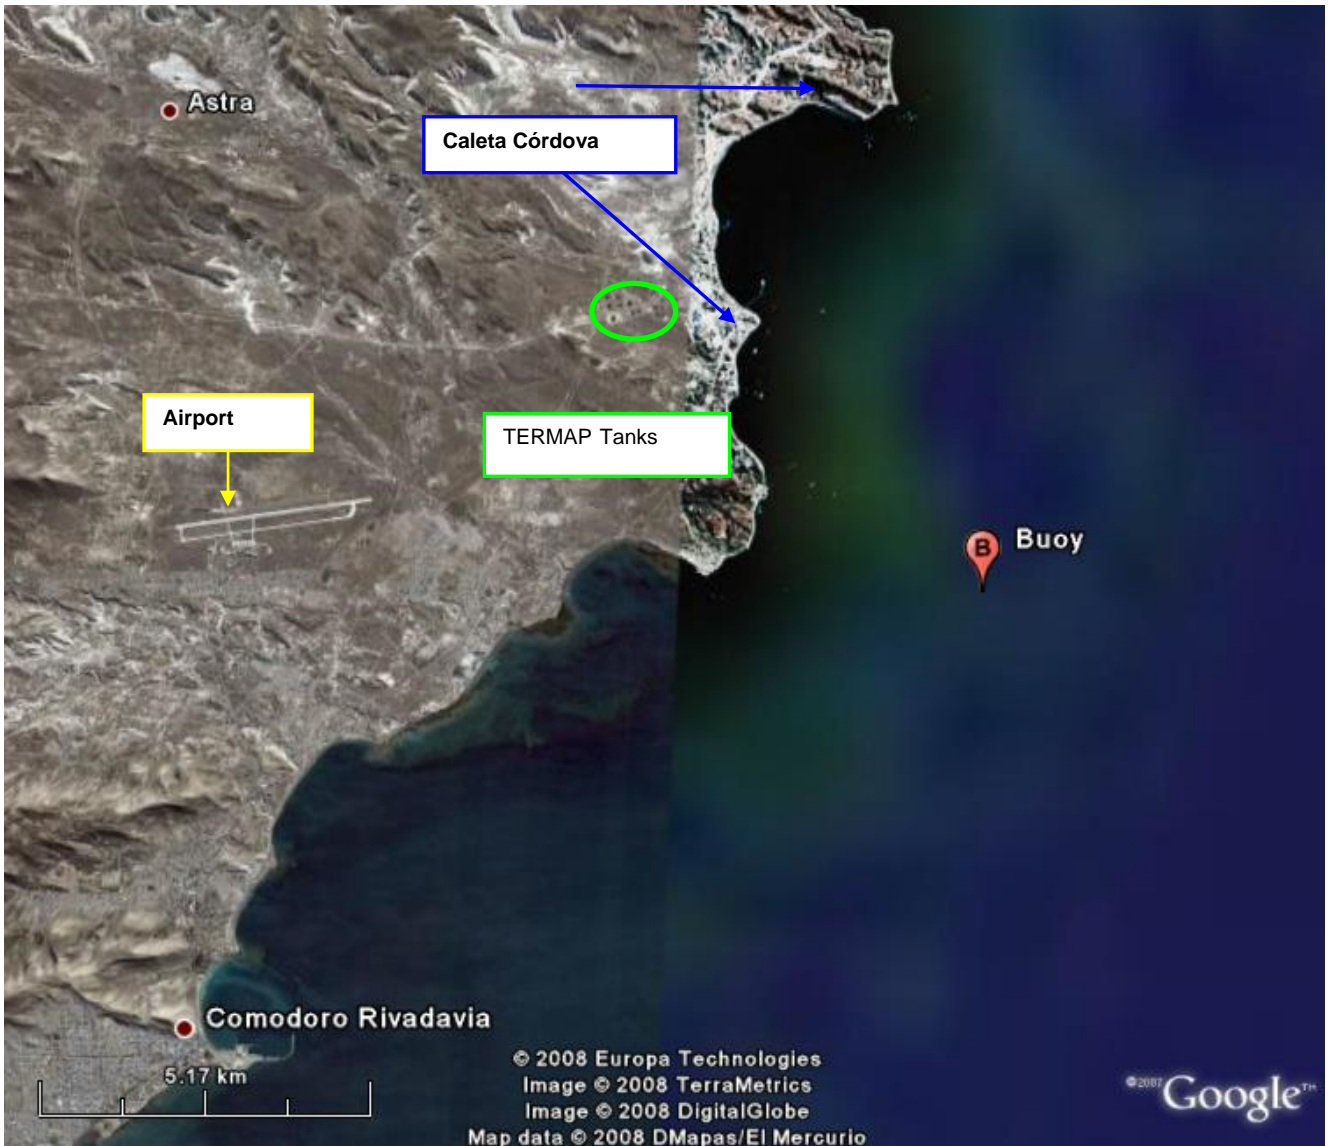 Astra
Caleta Córdova
Airport
TERMAP Tanks
B
Buoy
Comodoro Rivadavia
5.17 km
© 2008 Europa Technologies
Image © 2008 TerraMetrics
Image © 2008 DigitalGlobe
Map data © 2008 DMapas/El Mercurio
©2007 Google™